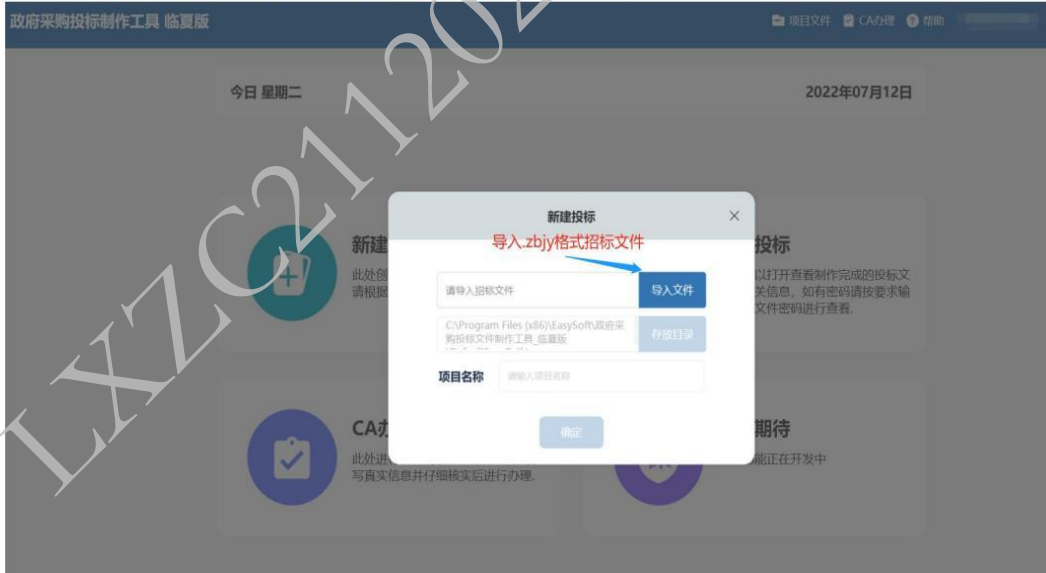 政府采购投标制作工具 临夏版
项目文件 CA办理 帮助
今日 星期二
2022年07月12日
新建投标
导入.zbjy格式招标文件
请导入招标文件
导入文件
C:\Program Files (x86)\EasySoft\政府采
购投标文件制作工具_临夏版
存放目录
项目名称
请输入项目名称
确定
新建
此处创
请根据
投标
以打开查看制作完成的投标文
关信息，如有密码请按要求输
文件密码进行查看.
CA办
此处进
写真实信息并仔细核实后进行办理.
期待
能正在开发中
LXZC21120